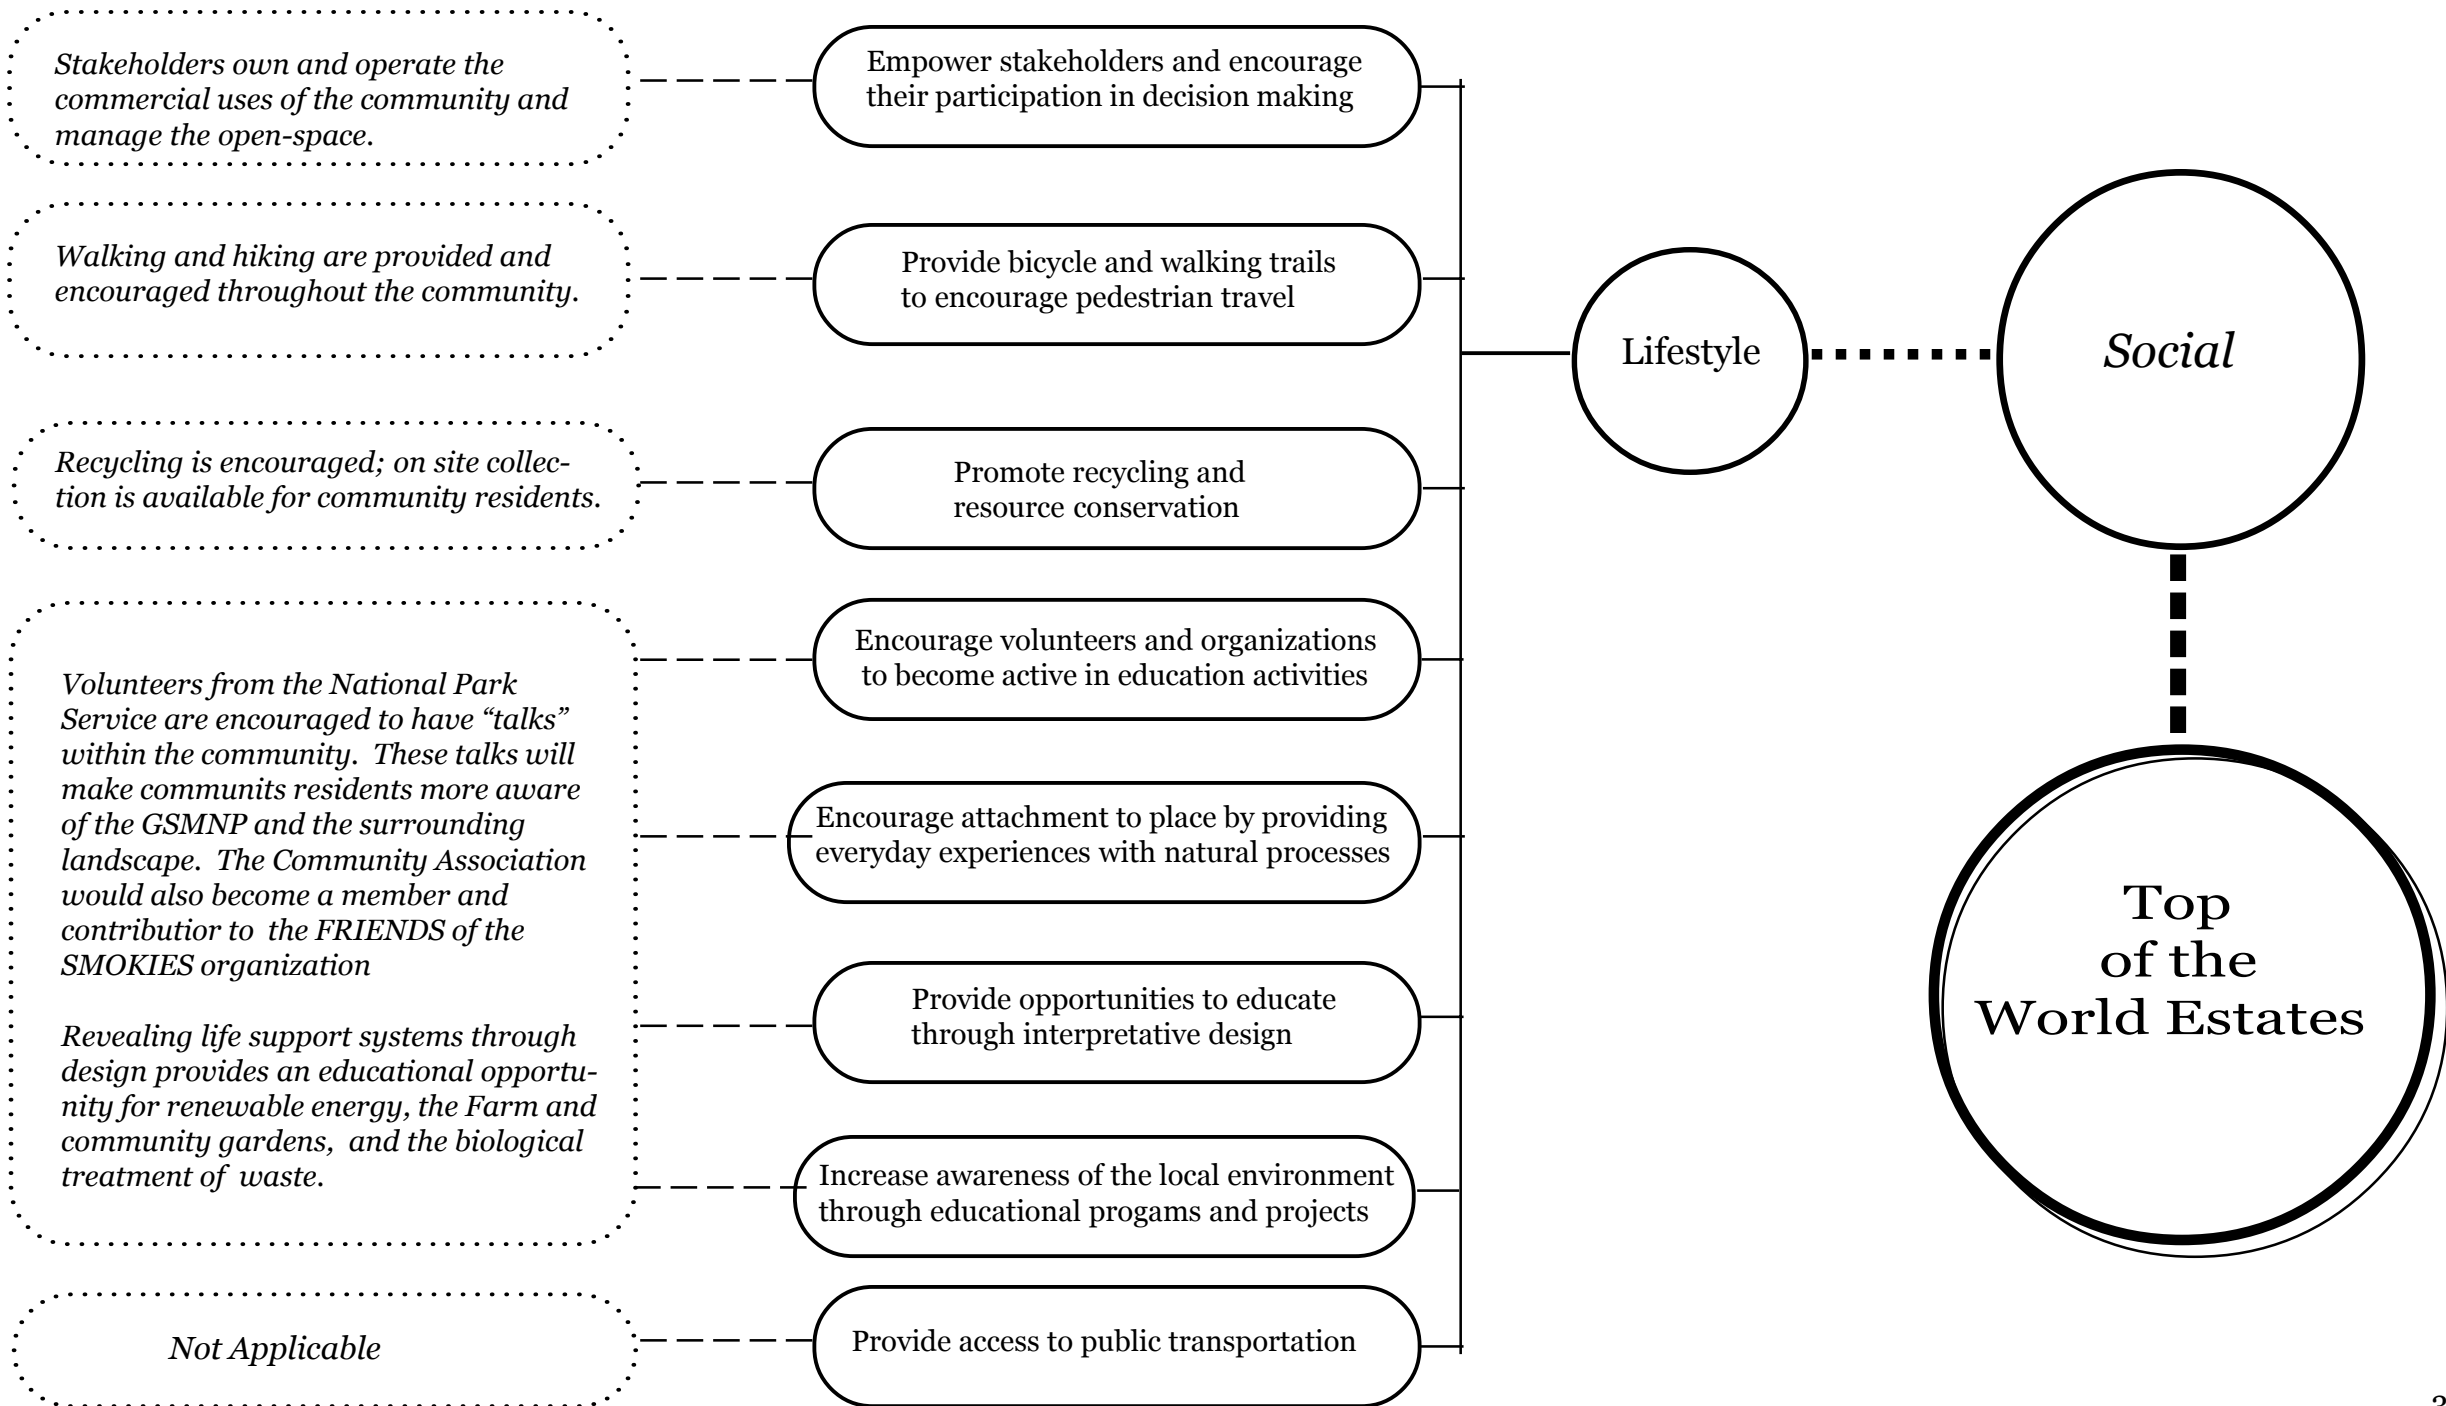 Stakeholders own and operate the
commercial uses of the community and
manage the open-space.
Empower stakeholders and encourage
their participation in decision making
Walking and hiking are provided and
encouraged throughout the community.
Provide bicycle and walking trails
to encourage pedestrian travel
Recycling is encouraged; on site collec-
tion is available for community residents.
Promote recycling and
resource conservation
Volunteers from the National Park
Service are encouraged to have “talks”
within the community.  These talks will
make communits residents more aware
of the GSMNP and the surrounding
landscape.  The Community Association
would also become a member and
contributior to  the FRIENDS of the
SMOKIES organization
Revealing life support systems through
design provides an educational opportu-
nity for renewable energy, the Farm and
community gardens,  and the biological
treatment of  waste.
Encourage volunteers and organizations
to become active in education activities
Encourage attachment to place by providing
everyday experiences with natural processes
Provide opportunities to educate
through interpretative design
Increase awareness of the local environment
through educational progams and projects
Not Applicable
Provide access to public transportation
Lifestyle
Social
Top
of the
World Estates